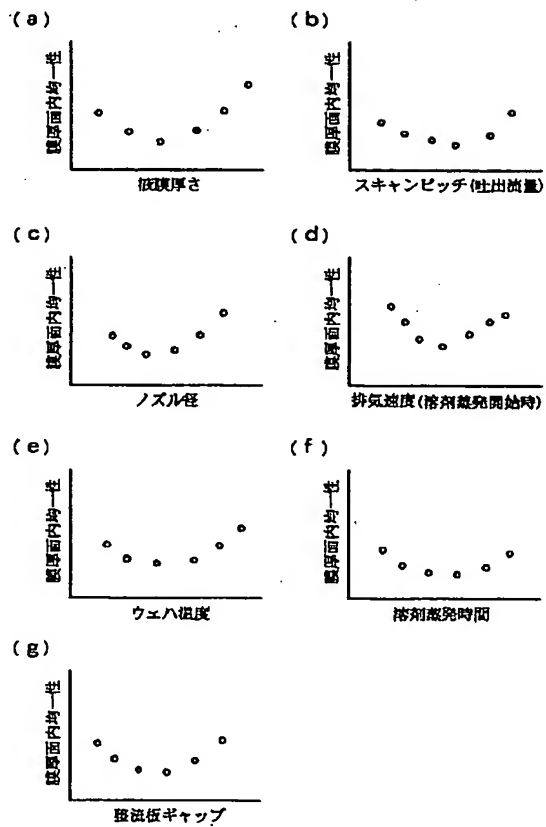 (a)
膜厚面内均一性
液膜厚さ
(b)
膜厚面内均一性
スキャンピッチ(吐出流量)
(c)
膜厚面内均一性
ノズル径
(d)
膜厚面内均一性
排気速度(溶剤蒸発開始時)
(e)
膜厚面内均一性
ウェハ温度
(f)
膜厚面内均一性
溶剤蒸発時間
(g)
膜厚面内均一性
整流板ギャップ